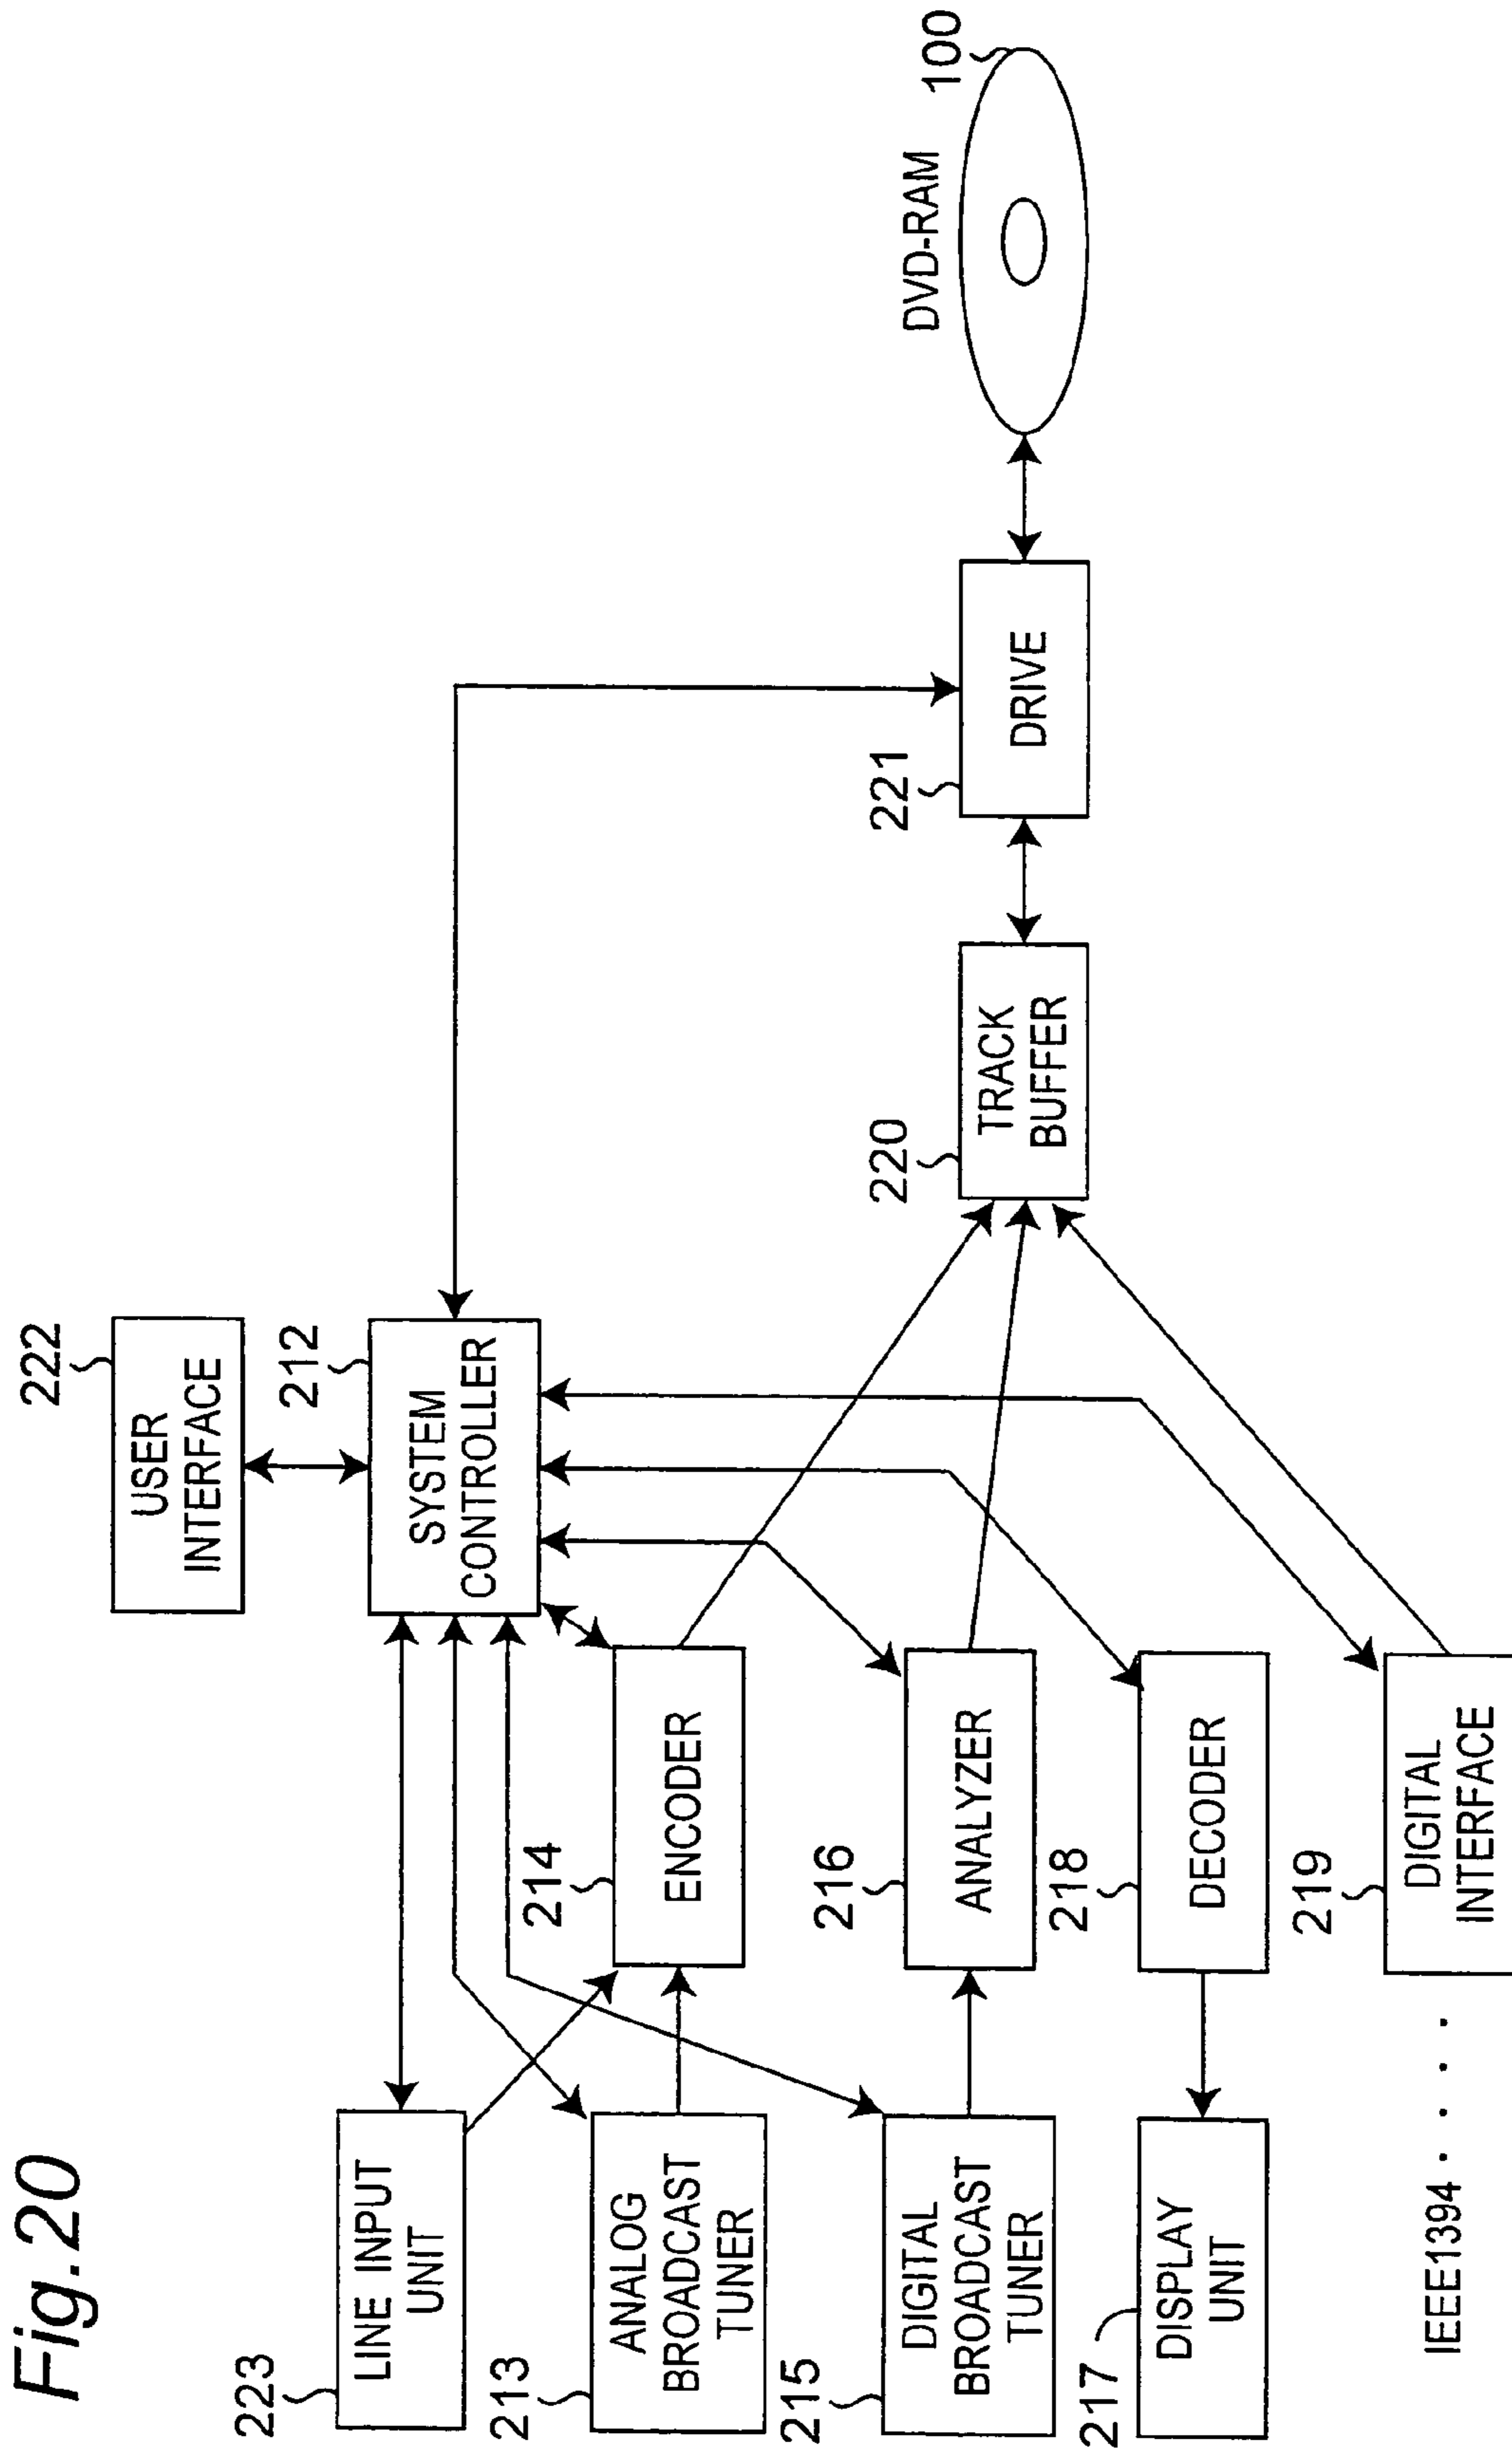 Fig.20
222
USER
INTERFACE
212
SYSTEM
CONTROLLER
223
LINE INPUT
UNIT
213
ANALOG
BROADCAST
TUNER
214
ENCODER
215
DIGITAL
BROADCAST
TUNER
216
ANALYZER
217
DISPLAY
UNIT
218
DECODER
219
DIGITAL
INTERFACE
IEEE1394 · · · ·
220
TRACK
BUFFER
221
DRIVE
DVD-RAM
100